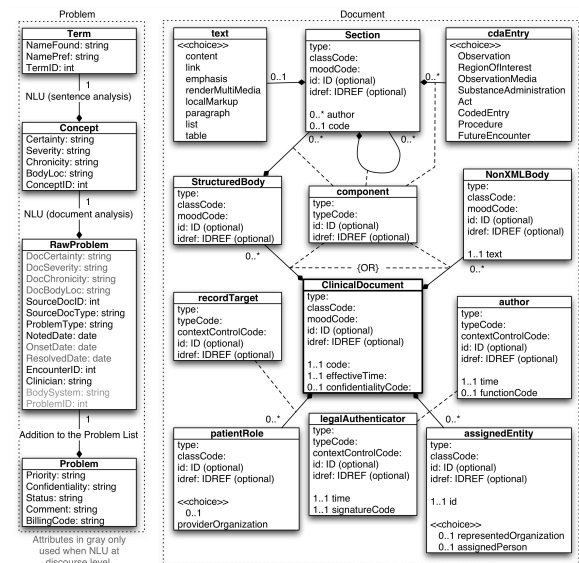 Problem
Term
NameFound: string
NamePref: string
TermID: int
1
NLU (sentence analysis)
Concept
Certainty: string
Severity: string
Chronicity: string
BodyLoc: string
ConceptID: int
1
NLU (document analysis)
RawProblem
DocCertainty: string
DocSeverity: string
DocChronicity: string
DocBodyLoc: string
SourceDocID: int
SourceDocType: string
ProblemType: string
NotedDate: date
OnsetDate: date
ResolvedDate: date
EncounterID: int
Clinician: string
BodySystem: string
ProblemID: int
1
Addition to the Problem List
Problem
Priority: string
Confidentiality: string
Status: string
Comment: string
BillingCode: string
Attributes in gray only
used when NLU at
discourse level
Document
text
<<choice>>
content
link
emphasis
renderMultiMedia
localMarkup
paragraph
list
table
0..1
Section
type:
classCode:
moodCode:
id: ID (optional)
idref: IDREF (optional)
0..* author
0..1 code
0..*
0..*
0..*
cdaEntry
<<choice>>
Observation
RegionOfInterest
ObservationMedia
SubstanceAdministration
Act
CodedEntry
Procedure
FutureEncounter
StructuredBody
type:
classCode:
moodCode:
id: ID (optional)
idref: IDREF (optional)
0..*
component
type:
typeCode:
id: ID (optional)
idref: IDREF (optional)
NonXMLBody
type:
classCode:
moodCode:
id: ID (optional)
idref: IDREF (optional)
1..1 text
0..*
{OR}
recordTarget
type:
typeCode:
contextControlCode:
id: ID (optional)
idref: IDREF (optional)
ClinicalDocument
type:
classCode:
moodCode:
id: ID (optional)
idref: IDREF (optional)
1..1 code:
1..1 effectiveTime:
0..1 confidentialityCode:
author
type:
typeCode:
contextControlCode:
id: ID (optional)
idref: IDREF (optional)
1..1 time
0..1 functionCode
0..*
0..*
patientRole
type:
classCode:
id: ID (optional)
idref: IDREF (optional)
<<choice>>
0..1
providerOrganization
legalAuthenticator
type:
typeCode:
contextControlCode:
id: ID (optional)
idref: IDREF (optional)
1..1 time
1..1 signatureCode
assignedEntity
type:
classCode:
id: ID (optional)
idref: IDREF (optional)
1..1 id
<<choice>>
0..1 representedOrganization
0..1 assignedPerson